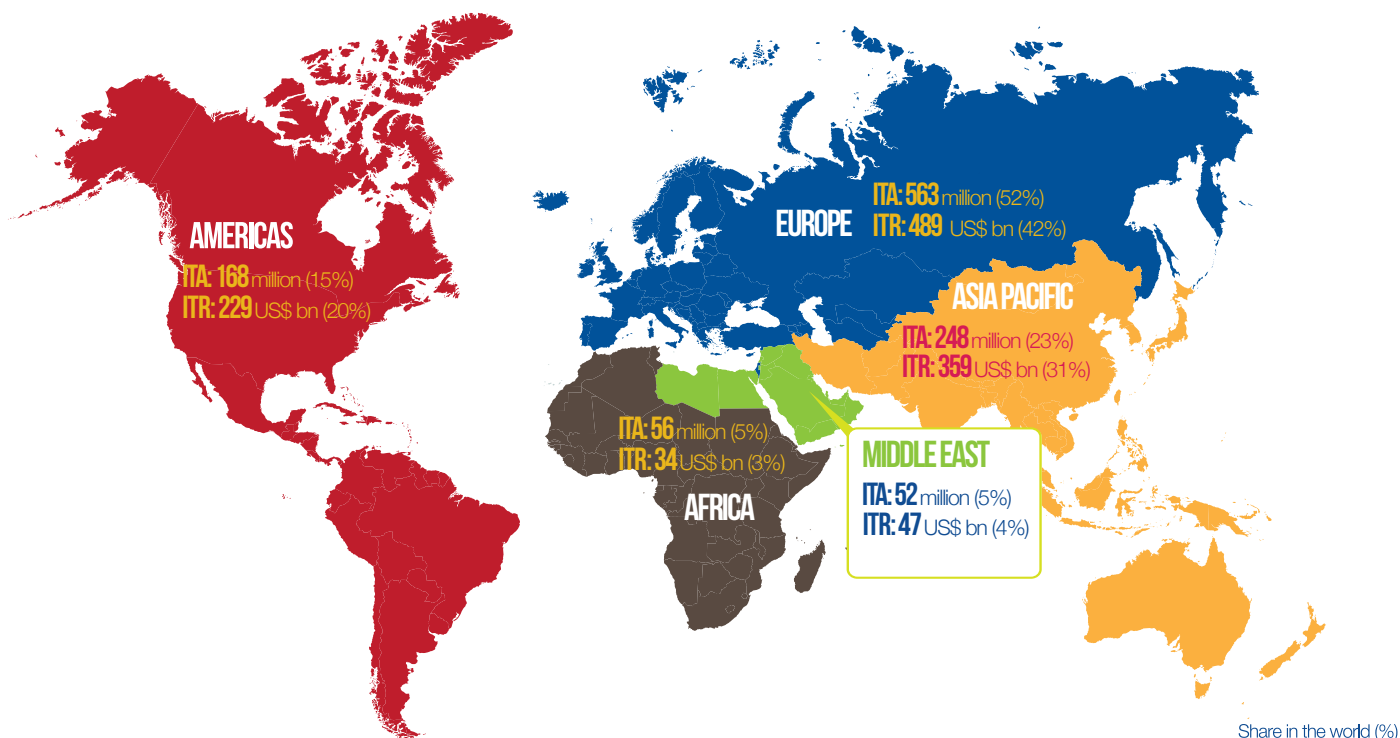 AMERICAS
ITA: 168 million (15%)
ITR: 229 US$ bn (20%)
EUROPE
ITA: 563 million (52%)
ITR: 489 US$ bn (42%)
ASIA PACIFIC
ITA: 248 million (23%)
ITR: 359 US$ bn (31%)
ITA: 56 million (5%)
ITR: 34 US$ bn (3%)
AFRICA
MIDDLE EAST
ITA: 52 million (5%)
ITR: 47 US$ bn (4%)
Share in the world (%)